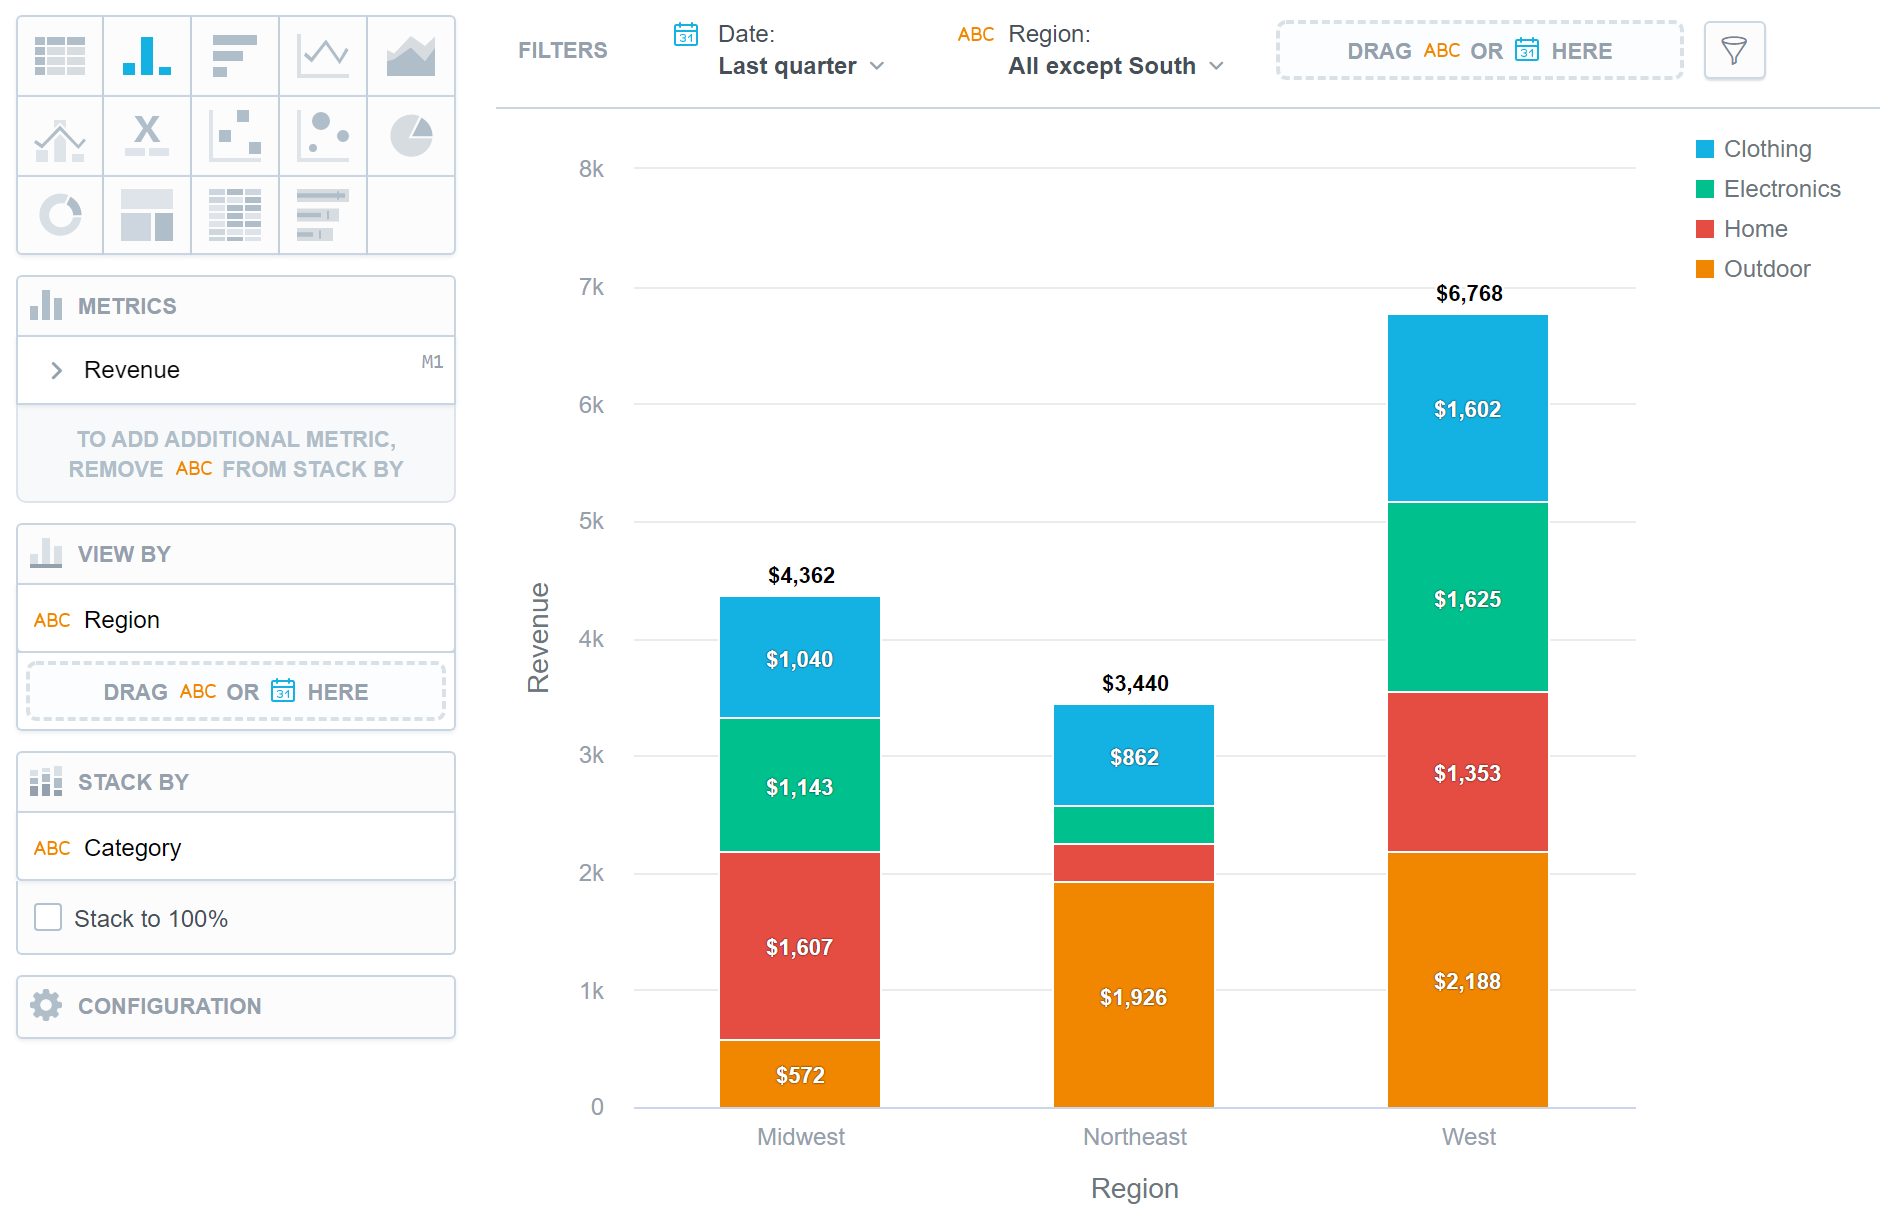 FILTERS
Date:
Last quarter
ABC Region:
All except South
DRAG ABC OR 31 HERE
X
METRICS
Revenue M1
TO ADD ADDITIONAL METRIC,
REMOVE ABC FROM STACK BY
VIEW BY
ABC Region
DRAG ABC OR 31 HERE
STACK BY
ABC Category
Stack to 100%
CONFIGURATION
31
Clothing
Electronics
Home
Outdoor
Revenue
8k
7k
6k
5k
4k
3k
2k
1k
0
$4,362
$1,040
$1,143
$1,607
$572
$3,440
$862
$1,926
$6,768
$1,602
$1,625
$1,353
$2,188
Midwest
Northeast
West
Region